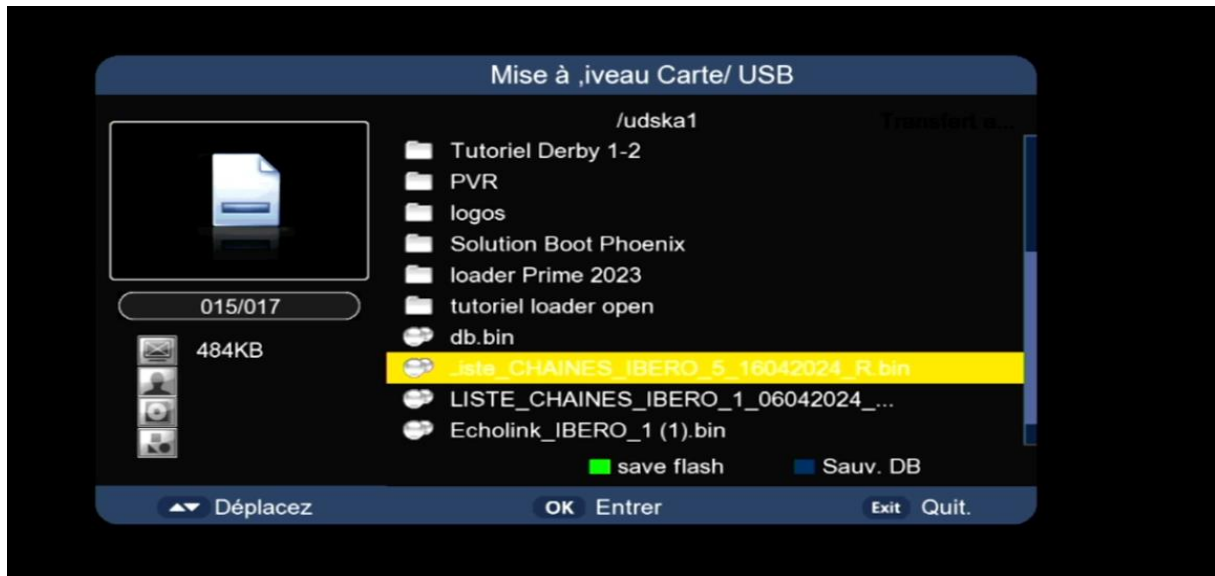 Mise à ,iveau Carte/ USB
/udska1
Transfert e...
Tutoriel Derby 1-2
PVR
logos
Solution Boot Phoenix
loader Prime 2023
015/017
tutoriel loader open
db.bin
484KB
.iste_CHAINES_IBERO_5_16042024_R.bin
LISTE_CHAINES_IBERO_1_06042024_...
Echolink_IBERO_1 (1).bin
save flash Sauv. DB
Déplacez OK Entrer Exit Quit.